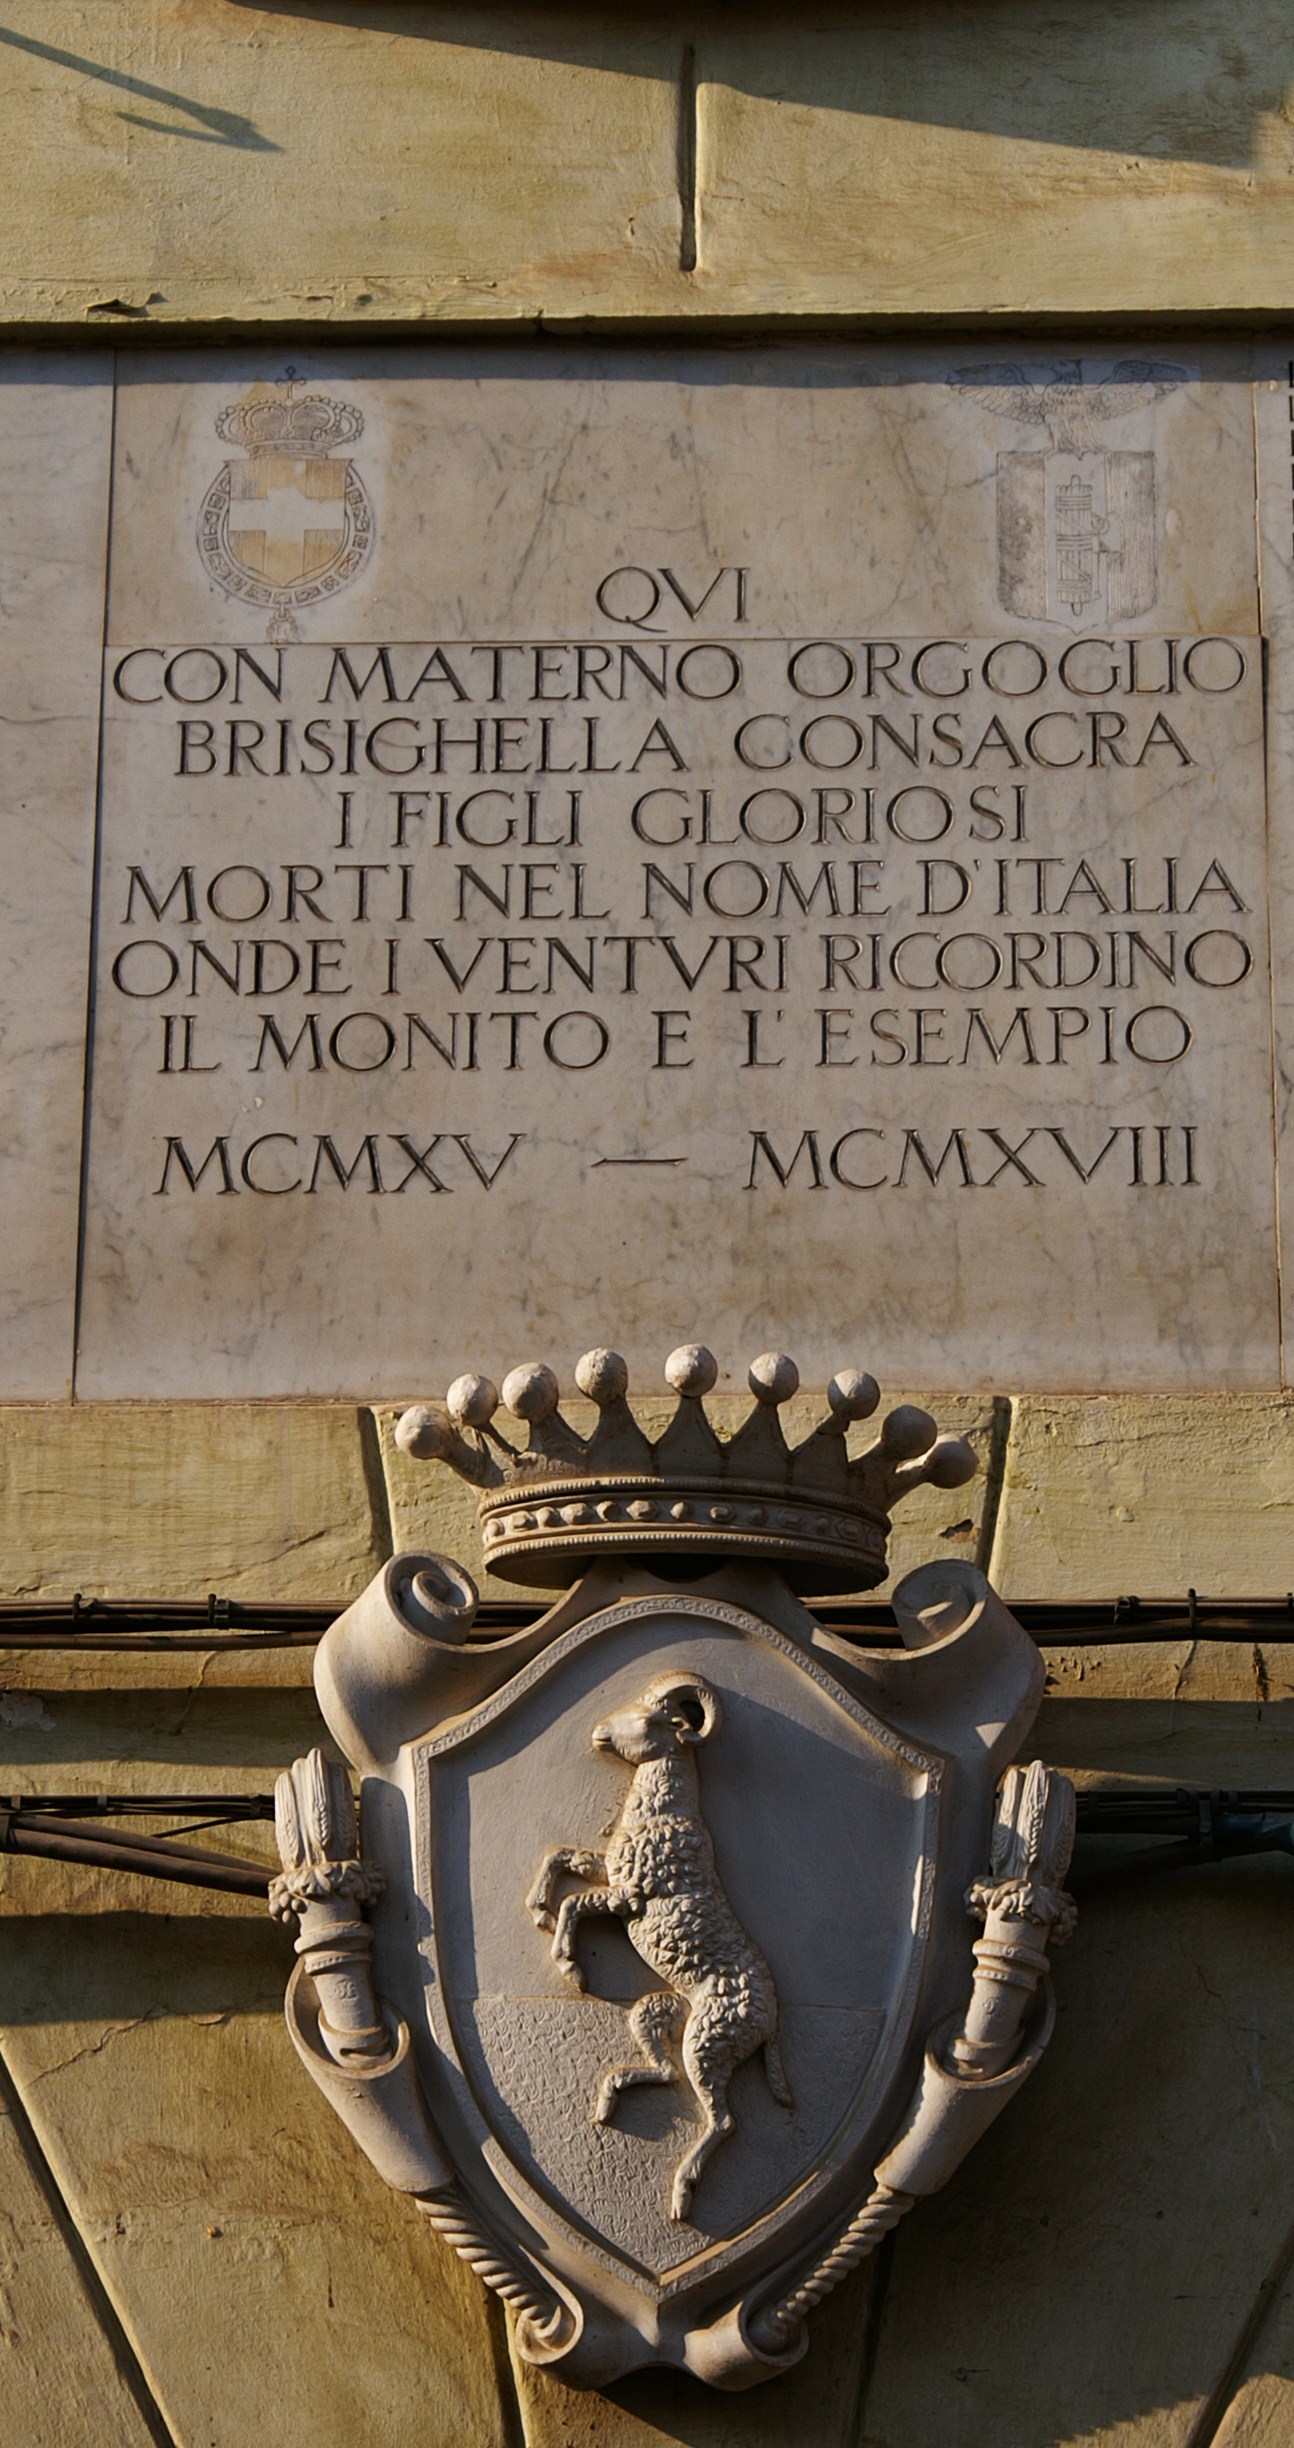 QVI
CON MATERNO ORGOGLIO
BRISIGHELLA CONSACRA
I FIGLI GLORIOSI
MORTI NEL NOME D'ITALIA
ONDE I VENTVRI RICORDINO
IL MONITO E L'ESEMPIO
MCMXV — MCMXVIII